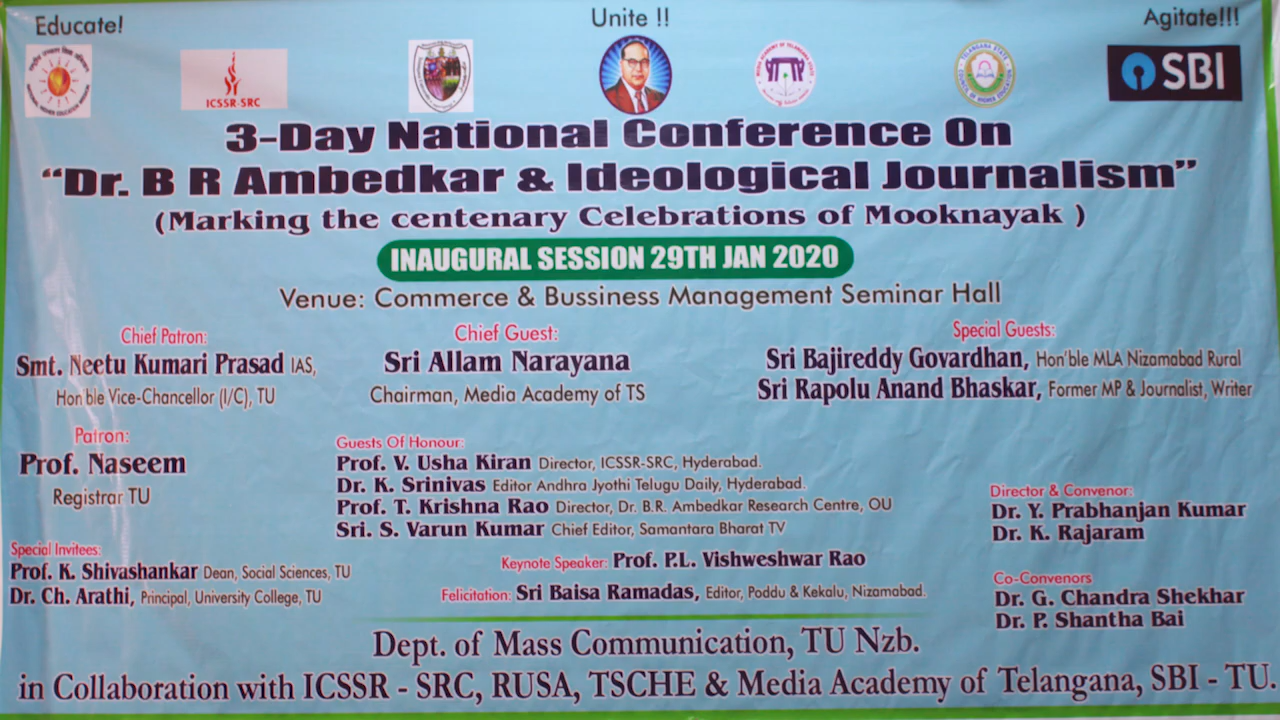 Educate!
Unite !!
Agitate!!!
ICSSR-SRC
SBI
3-Day National Conference On
“Dr. B R Ambedkar & Ideological Journalism”
(Marking the centenary Celebrations of Mooknayak )
INAUGURAL SESSION 29TH JAN 2020
Venue: Commerce & Bussiness Management Seminar Hall
Chief Patron:
Smt. Neetu Kumari Prasad IAS,
Hon'ble Vice-Chancellor (I/C), TU
Chief Guest:
Sri Allam Narayana
Chairman, Media Academy of TS
Special Guests:
Sri Bajireddy Govardhan, Hon'ble MLA Nizamabad Rural
Sri Rapolu Anand Bhaskar, Former MP & Journalist, Writer
Patron:
Prof. Naseem
Registrar TU
Guests Of Honour:
Prof. V. Usha Kiran Director, ICSSR-SRC, Hyderabad.
Dr. K. Srinivas Editor Andhra Jyothi Telugu Daily, Hyderabad.
Prof. T. Krishna Rao Director, Dr. B.R. Ambedkar Research Centre, OU
Sri. S. Varun Kumar Chief Editor, Samantara Bharat TV
Director & Convenor:
Dr. Y. Prabhanjan Kumar
Dr. K. Rajaram
Special Invitees:
Prof. K. Shivashankar Dean, Social Sciences, TU
Dr. Ch. Arathi, Principal, University College, TU
Keynote Speaker: Prof. P.L. Vishweshwar Rao
Felicitation: Sri Baisa Ramadas, Editor, Poddu & Kekalu, Nizamabad.
Co-Convenors
Dr. G. Chandra Shekhar
Dr. P. Shantha Bai
Dept. of Mass Communication, TU Nzb.
in Collaboration with ICSSR - SRC, RUSA, TSCHE & Media Academy of Telangana, SBI - TU.